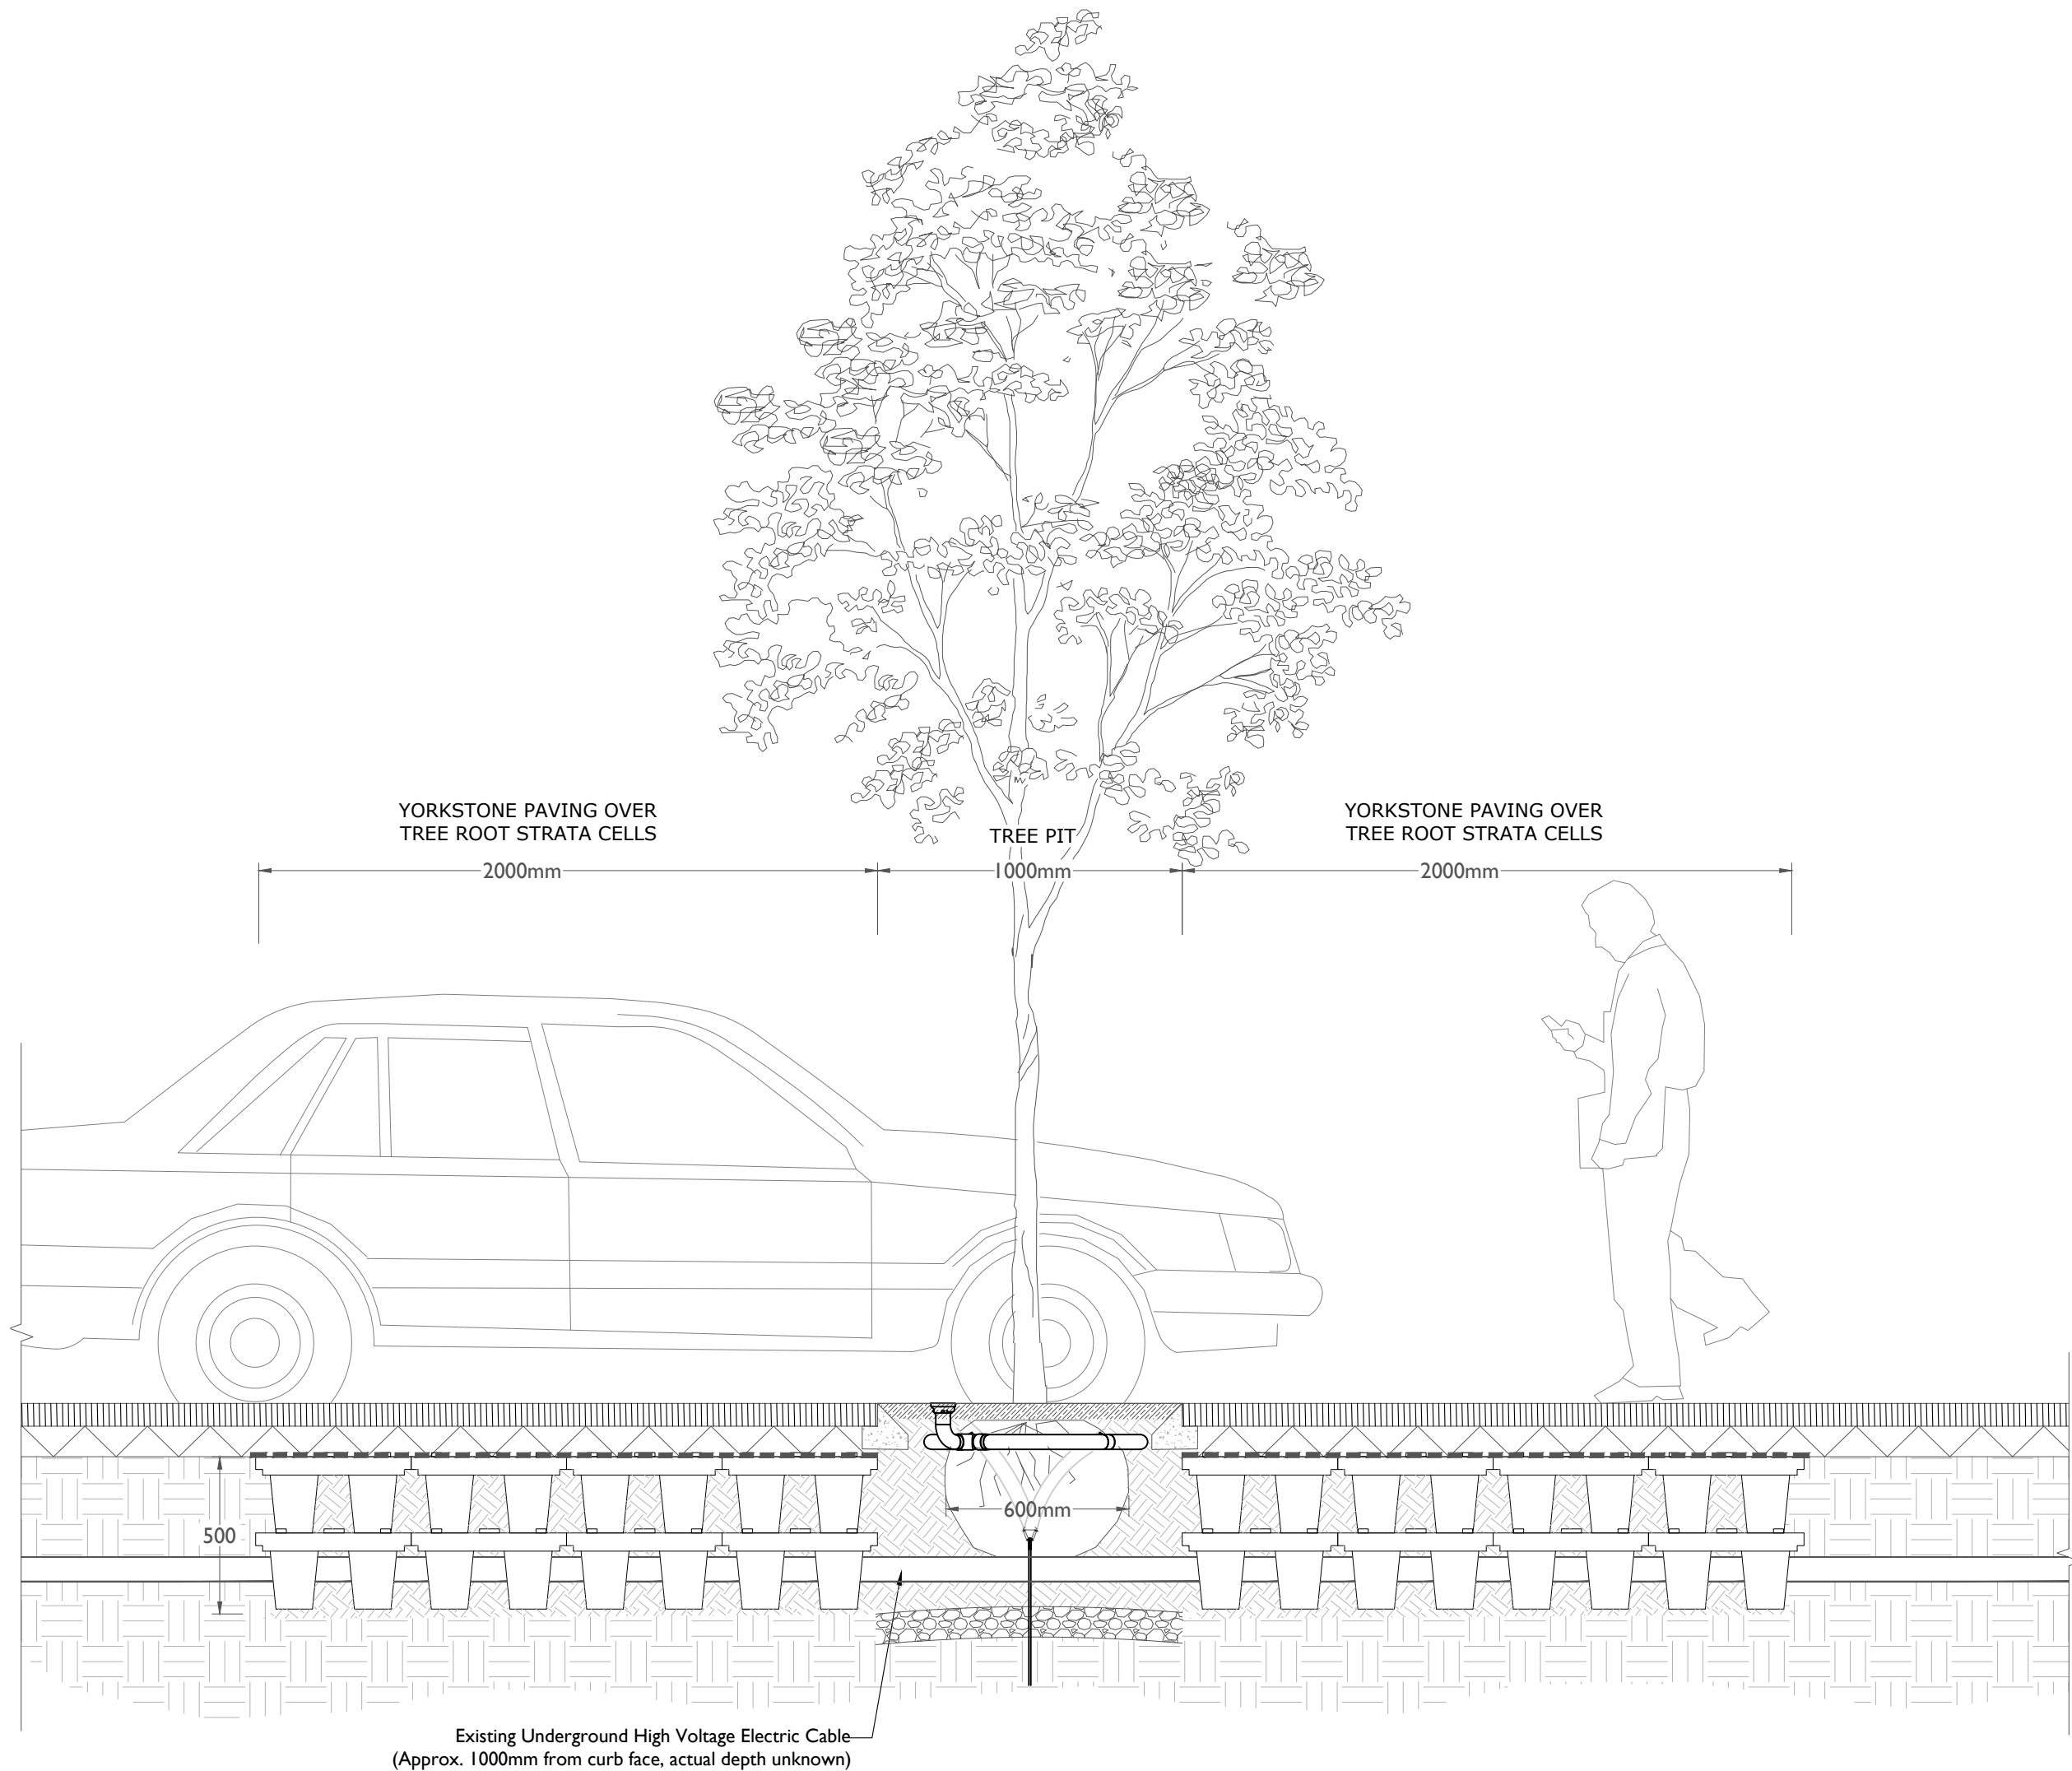 YORKSTONE PAVING OVER
TREE ROOT STRATA CELLS
TREE PIT
YORKSTONE PAVING OVER
TREE ROOT STRATA CELLS
2000mm
1000mm
2000mm
600mm
500
Existing Underground High Voltage Electric Cable
(Approx. 1000mm from curb face, actual depth unknown)